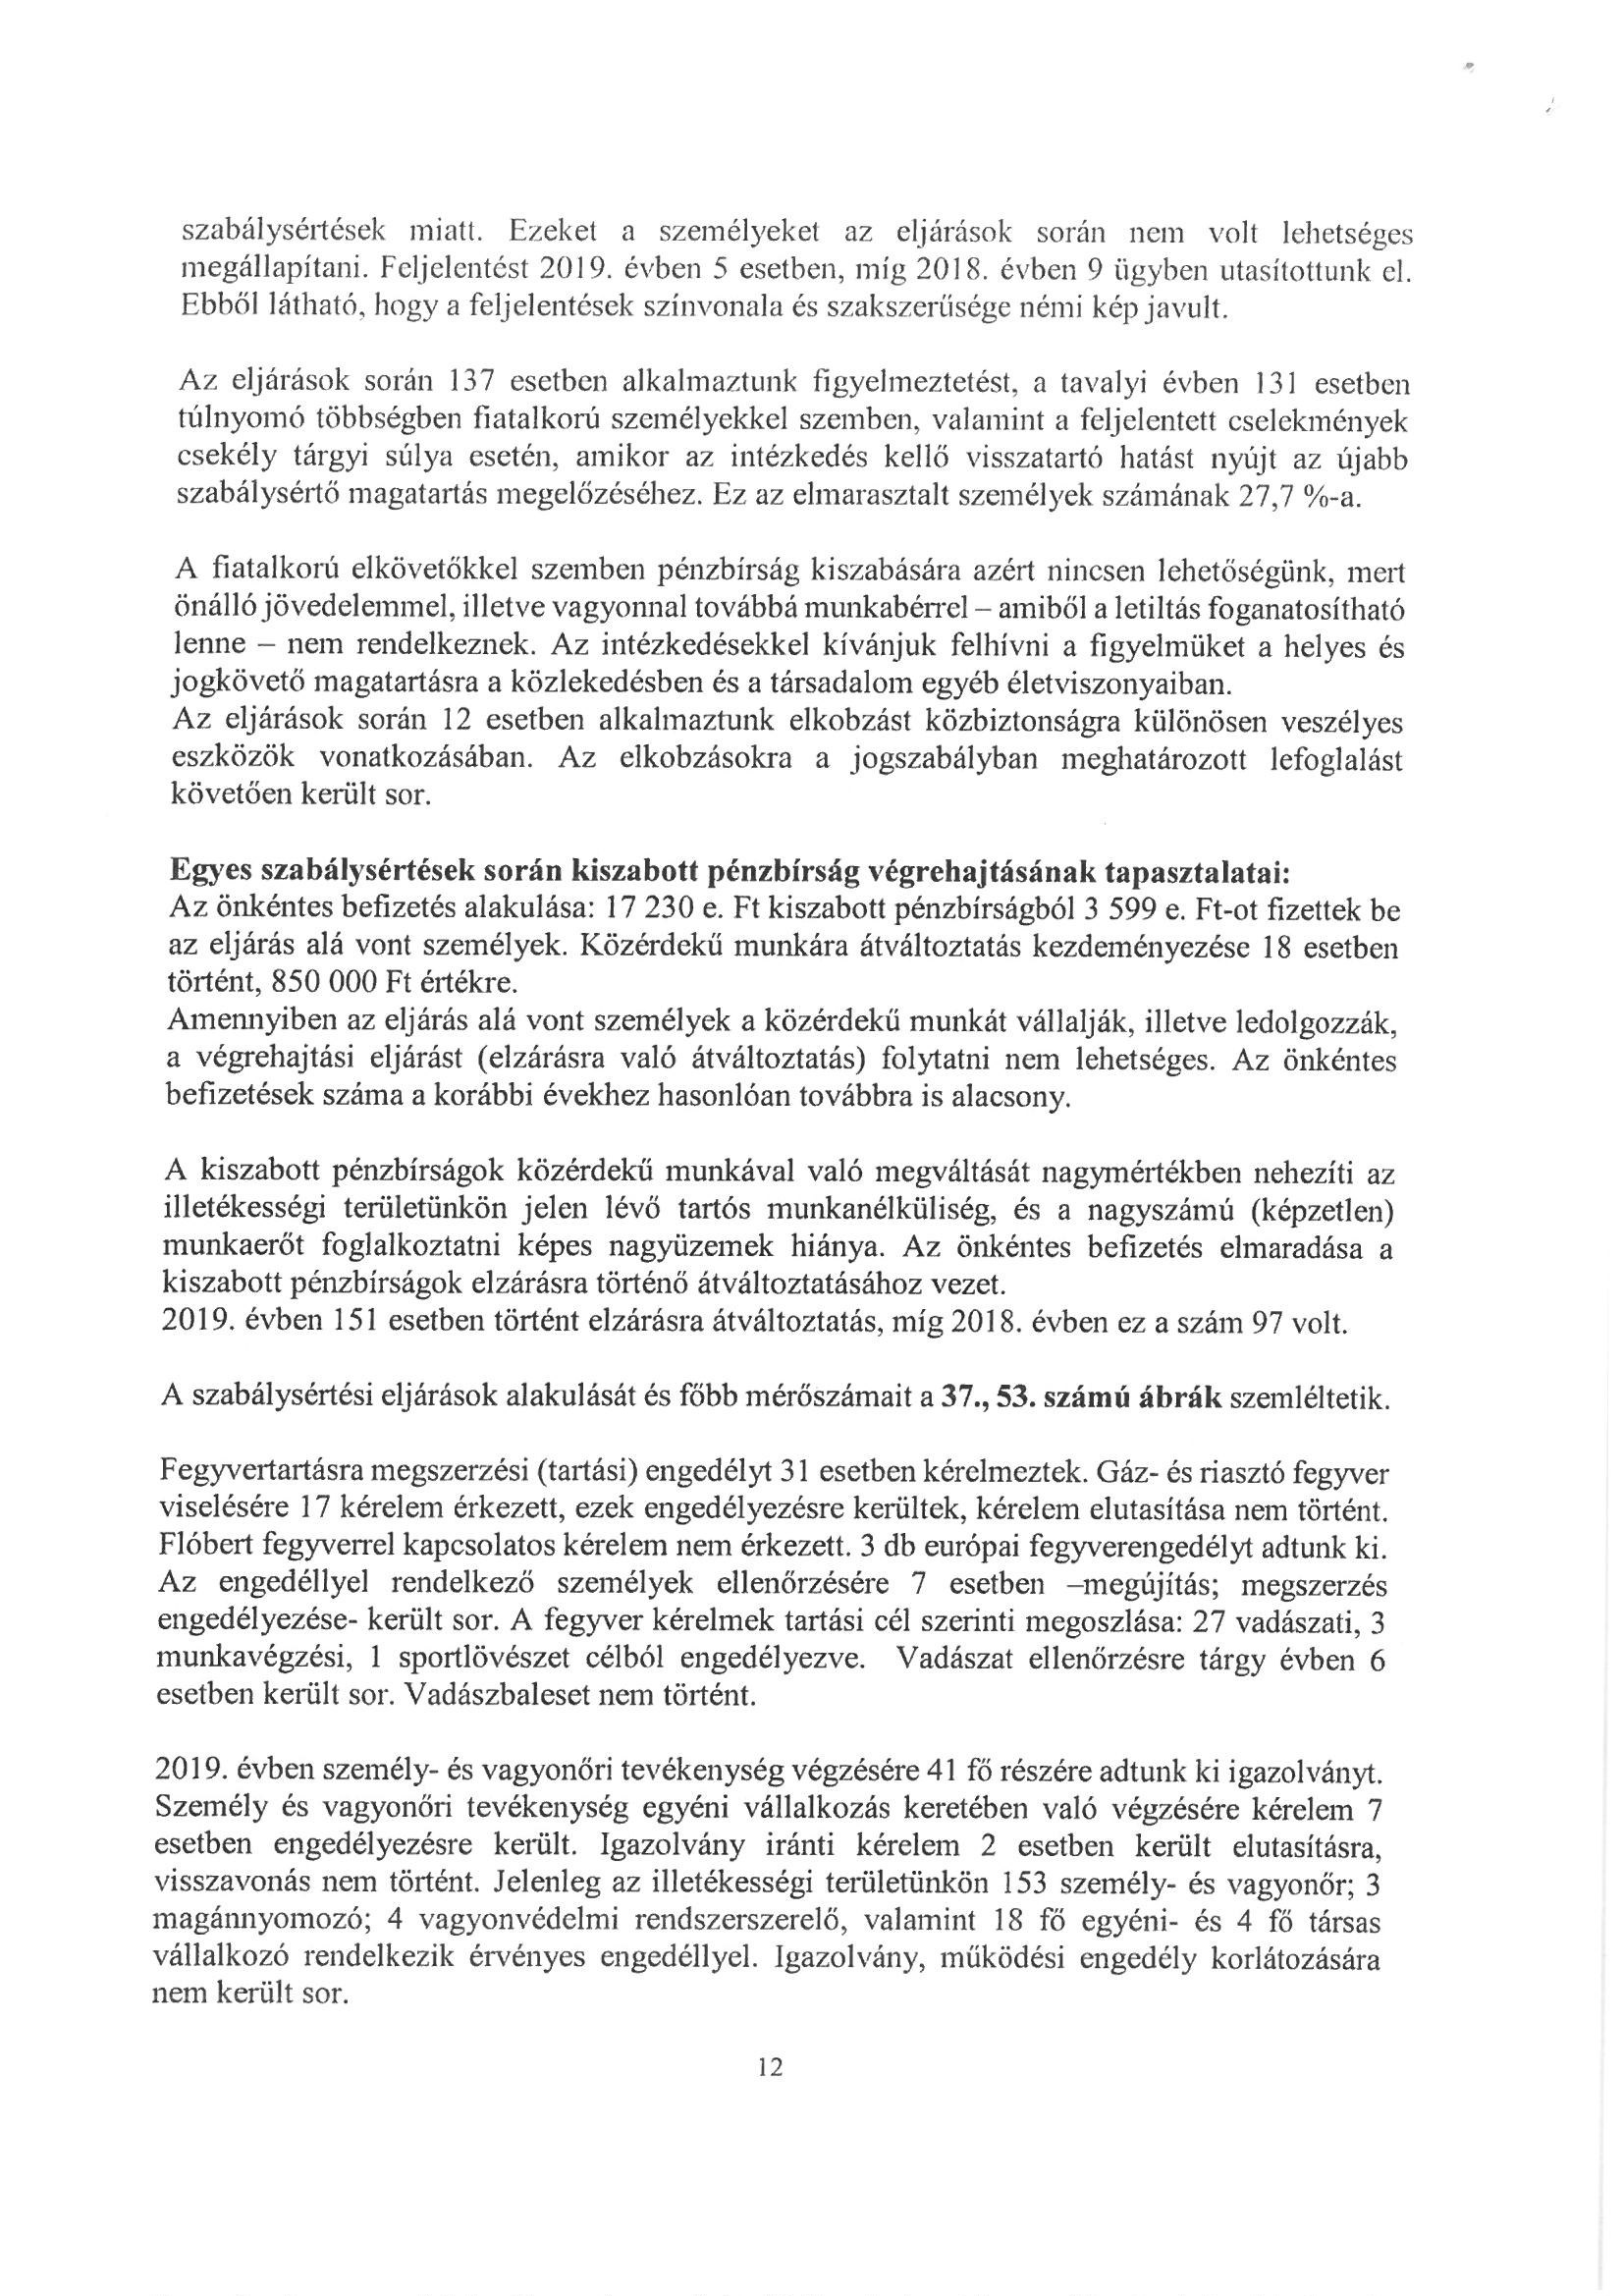 szabálysértések miatt. Ezeket a személyeket az eljárások során nem volt lehetséges
megállapítani. Feljelentést 2019. évben 5 esetben, míg 2018. évben 9 ügyben utasítottunk el.
Ebből látható, hogy a feljelentések színvonala és szakszerűsége némi kép javult.
Az eljárások során 137 esetben alkalmaztunk figyelmeztetést, a tavalyi évben 131 esetben
túlnyomó többségben fiatalkorú személyekkel szemben, valamint a feljelentett cselekmények
csekély tárgyi súlya esetén, amikor az intézkedés kellő visszatartó hatást nyújt az újabb
szabálysértő magatartás megelőzéséhez. Ez az elmarasztalt személyek számának 27,7 %-a.
A fiatalkorú elkövetőkkel szemben pénzbírság kiszabására azért nincsen lehetőségünk, mert
önálló jövedelemmel, illetve vagyonnal továbbá munkabérrel – amiből a letiltás foganatosítható
lenne – nem rendelkeznek. Az intézkedésekkel kívánjuk felhívni a figyelmüket a helyes és
jogkövető magatartásra a közlekedésben és a társadalom egyéb életviszonyaiban.
Az eljárások során 12 esetben alkalmaztunk elkobzást közbiztonságra különösen veszélyes
eszközök vonatkozásában. Az elkobzásokra a jogszabályban meghatározott lefoglalást
követően került sor.
Egyes szabálysértések során kiszabott pénzbírság végrehajtásának tapasztalatai:
Az önkéntes befizetés alakulása: 17 230 e. Ft kiszabott pénzbírságból 3 599 e. Ft-ot fizettek be
az eljárás alá vont személyek. Közérdekű munkára átváltoztatás kezdeményezése 18 esetben
történt, 850 000 Ft értékre.
Amennyiben az eljárás alá vont személyek a közérdekű munkát vállalják, illetve ledolgozzák,
a végrehajtási eljárást (elzárásra való átváltoztatás) folytatni nem lehetséges. Az önkéntes
befizetések száma a korábbi évekhez hasonlóan továbbra is alacsony.
A kiszabott pénzbírságok közérdekű munkával való megváltását nagymértékben nehezíti az
illetékességi területünkön jelen lévő tartós munkanélküliség, és a nagyszámú (képzetlen)
munkaerőt foglalkoztatni képes nagyüzemek hiánya. Az önkéntes befizetés elmaradása a
kiszabott pénzbírságok elzárásra történő átváltoztatásához vezet.
2019. évben 151 esetben történt elzárásra átváltoztatás, míg 2018. évben ez a szám 97 volt.
A szabálysértési eljárások alakulását és főbb mérőszámait a 37., 53. számú ábrák szemléltetik.
Fegyvertartásra megszerzési (tartási) engedélyt 31 esetben kérelmeztek. Gáz- és riasztó fegyver
viselésére 17 kérelem érkezett, ezek engedélyezésre kerültek, kérelem elutasítása nem történt.
Flóbert fegyverrel kapcsolatos kérelem nem érkezett. 3 db európai fegyverengedélyt adtunk ki.
Az engedéllyel rendelkező személyek ellenőrzésére 7 esetben –megújítás; megszerzés
engedélyezése- került sor. A fegyver kérelmek tartási cél szerinti megoszlása: 27 vadászati, 3
munkavégzési, 1 sportlövészet célból engedélyezve. Vadászat ellenőrzésre tárgy évben 6
esetben került sor. Vadászbaleset nem történt.
2019. évben személy- és vagyonőri tevékenység végzésére 41 fő részére adtunk ki igazolványt.
Személy és vagyonőri tevékenység egyéni vállalkozás keretében való végzésére kérelem 7
esetben engedélyezésre került. Igazolvány iránti kérelem 2 esetben került elutasításra,
visszavonás nem történt. Jelenleg az illetékességi területünkön 153 személy- és vagyonőr; 3
magánnyomozó; 4 vagyonvédelmi rendszerszerelő, valamint 18 fő egyéni- és 4 fő társas
vállalkozó rendelkezik érvényes engedéllyel. Igazolvány, működési engedély korlátozására
nem került sor.
12